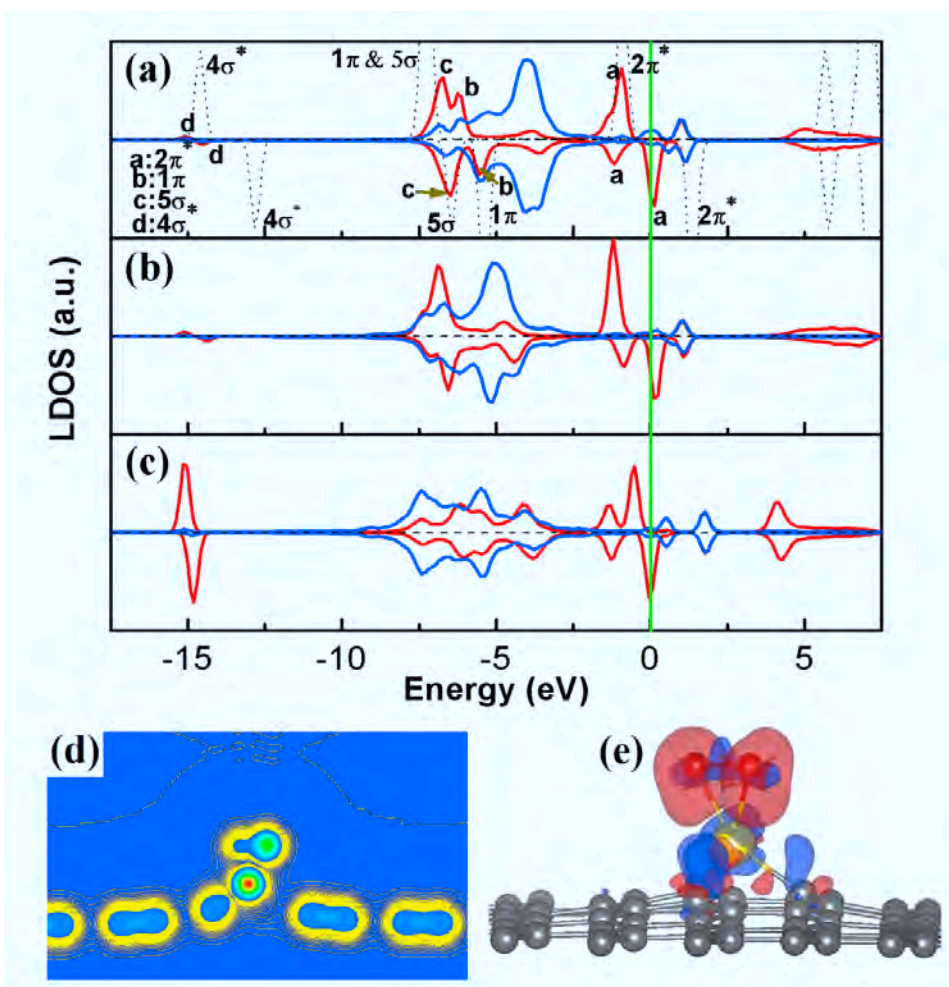 (a)
4σ*
1π & 5σ
c
b
a
2π*
d
d
a:2π*
b:1π
c:5σ
d:4σ*
4σ*
c
5σ
b
1π
a
a
2π*
(b)
(c)
LDOS (a.u.)
-15
-10
-5
0
5
Energy (eV)
(d)
(e)